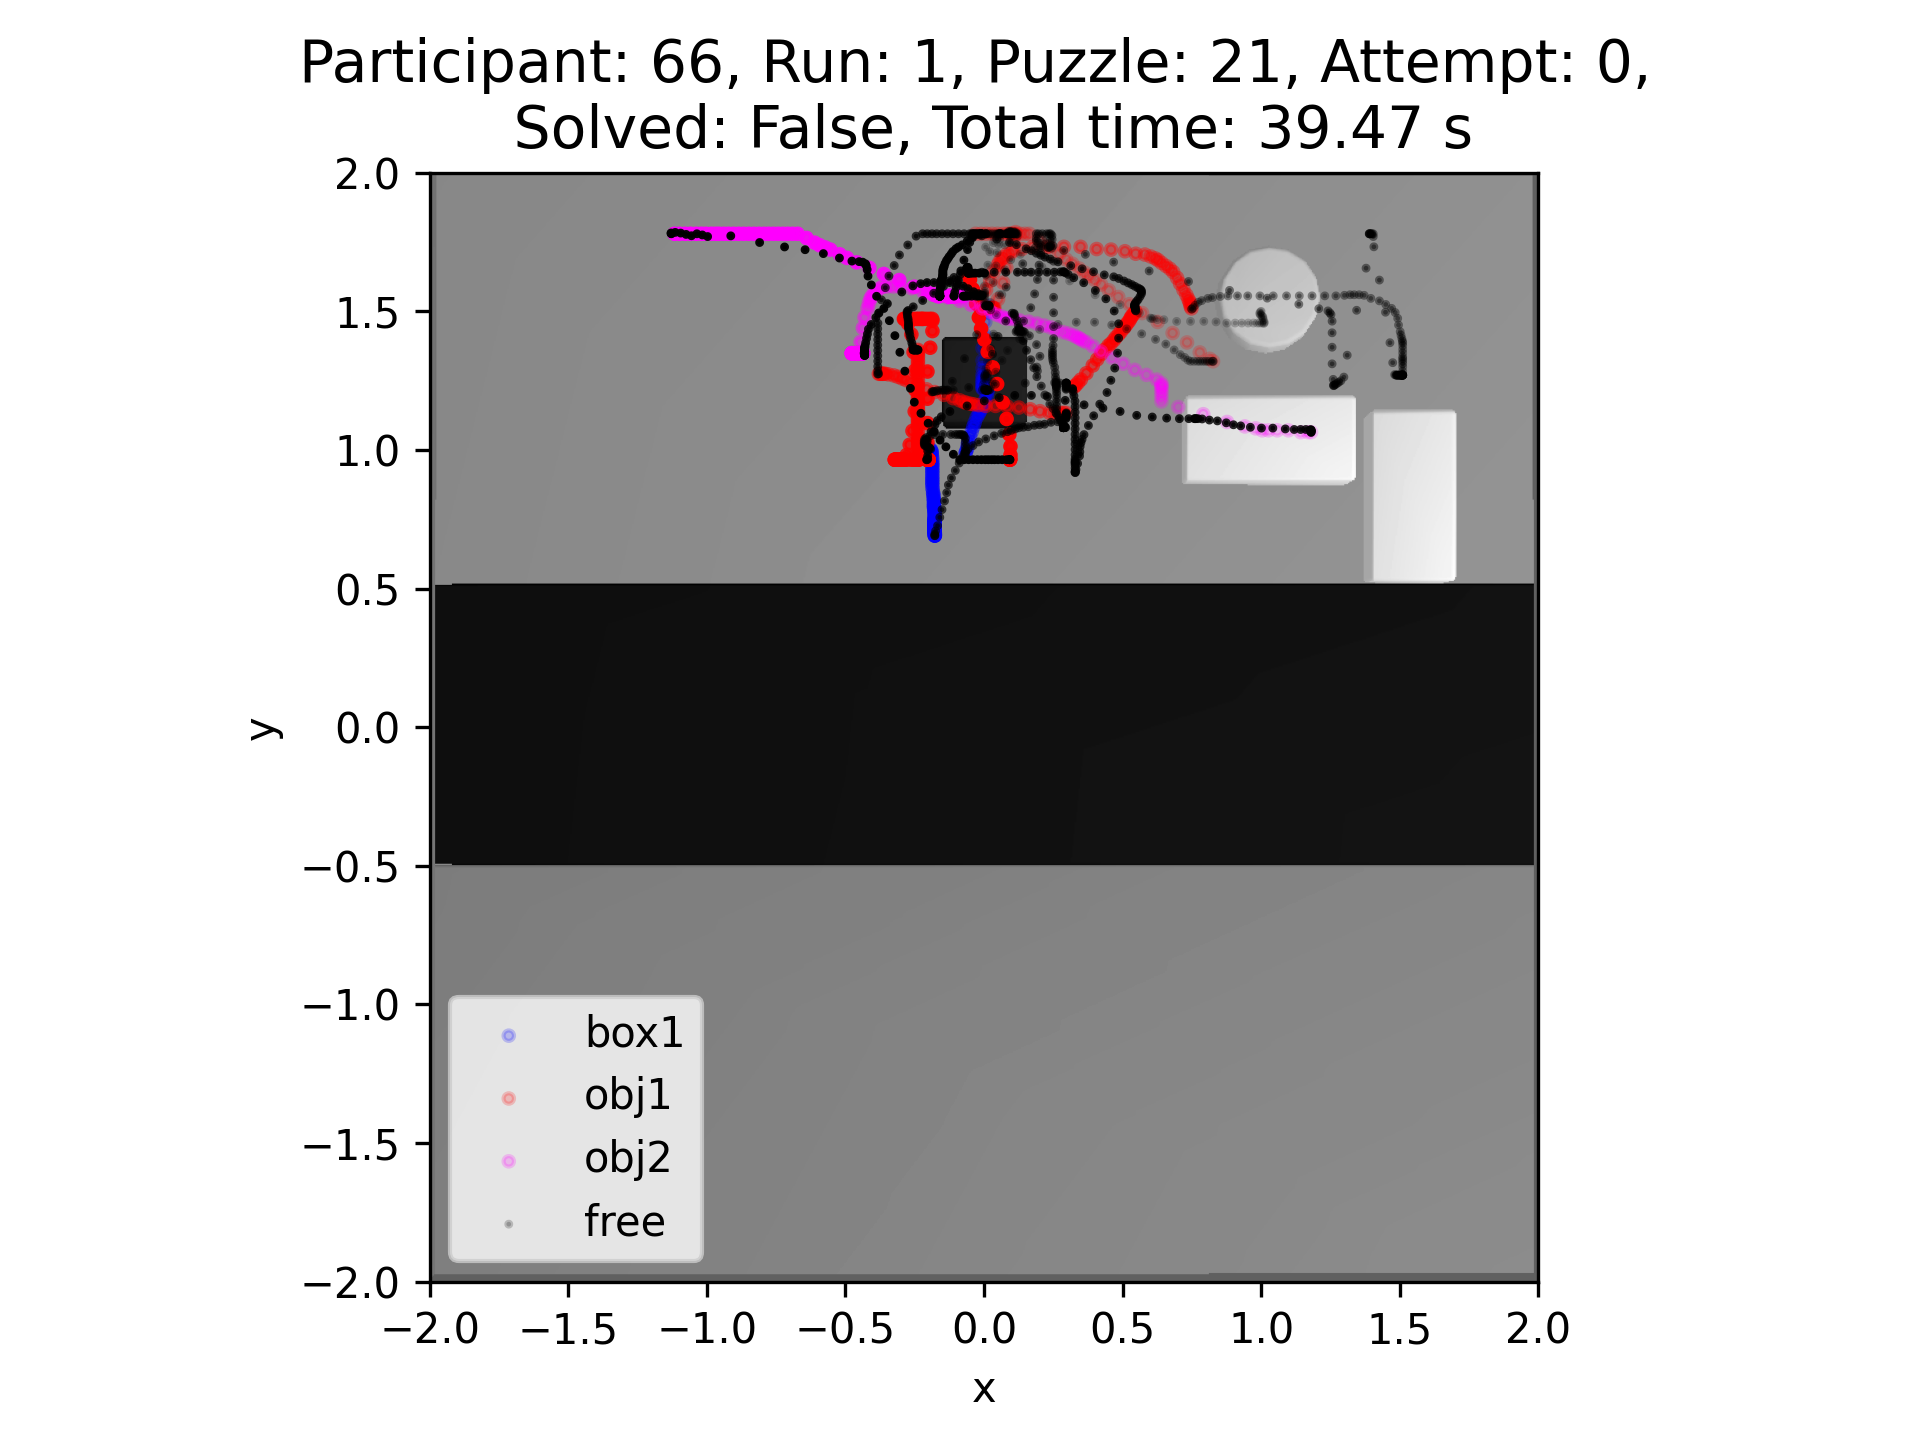 Participant: 66, Run: 1, Puzzle: 21, Attempt: 0,
Solved: False, Total time: 39.47 s
2.0
1.5
1.0
0.5
0.0
−0.5
−1.0
−1.5
−2.0
y
box1
obj1
obj2
free
−2.0 −1.5 −1.0 −0.5 0.0 0.5 1.0 1.5 2.0
x